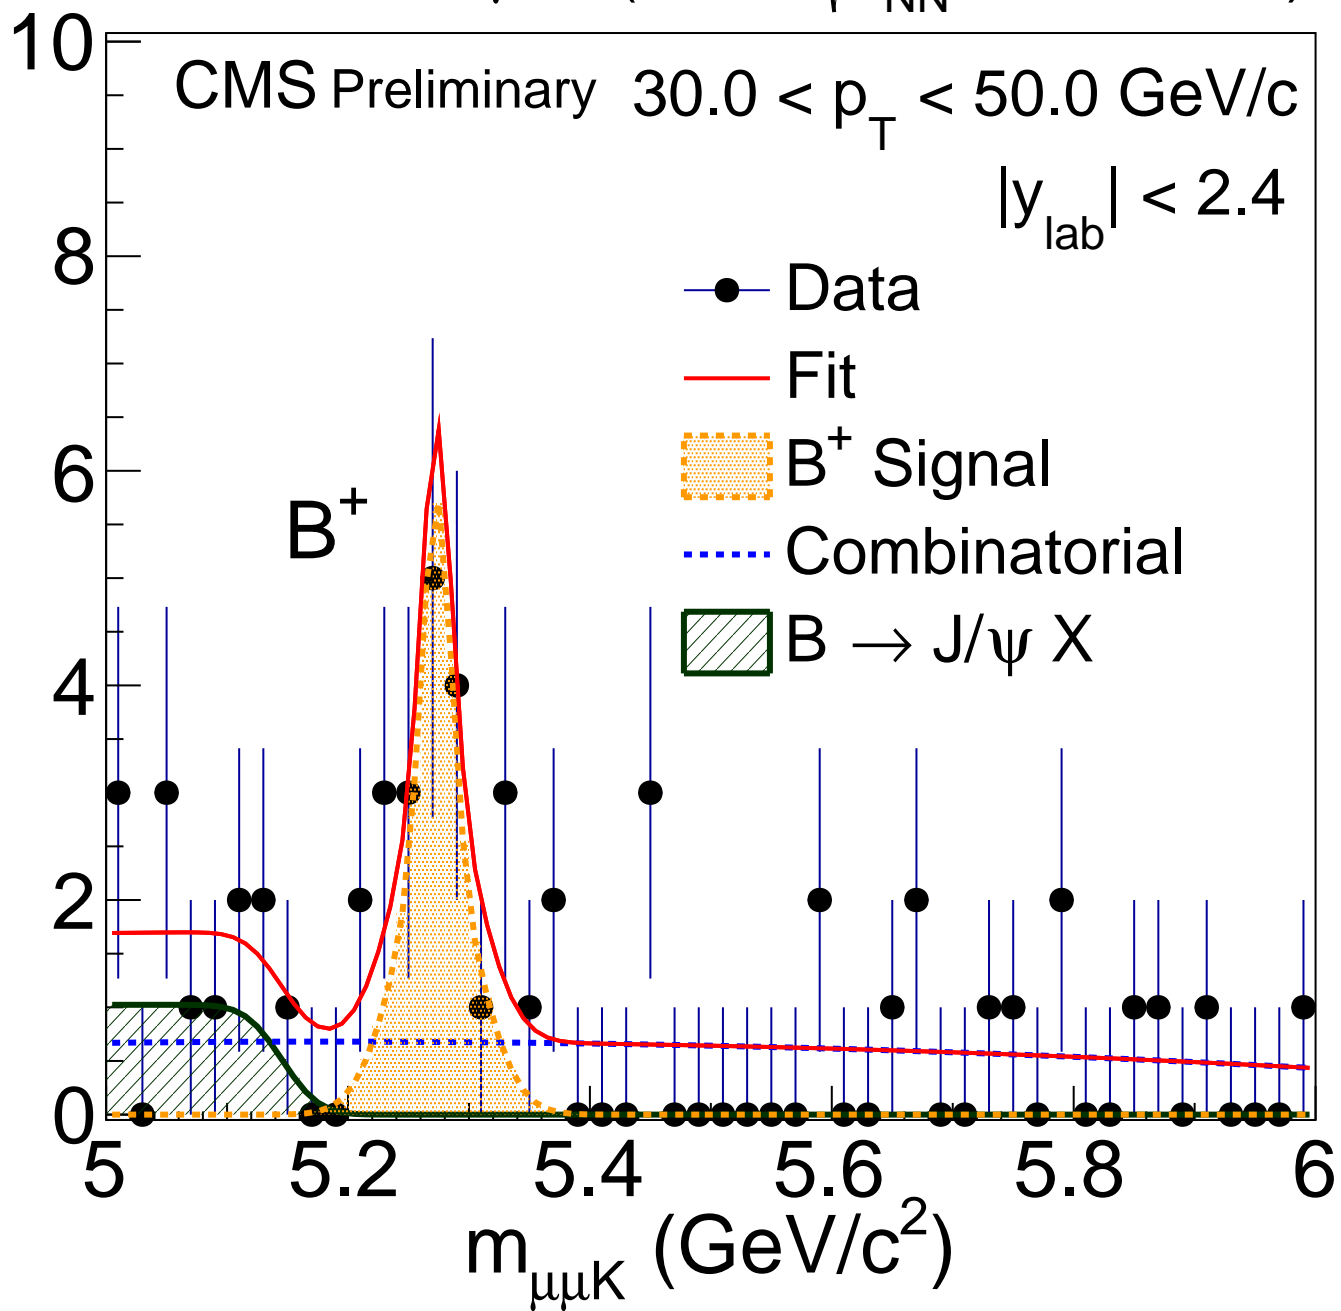 NN
CMS Preliminary 30.0 < p_T < 50.0 GeV/c
|y_lab| < 2.4
Data
Fit
B⁺ Signal
Combinatorial
B → J/ψ X
B⁺
10
8
6
4
2
0
5 5.2 5.4 5.6 5.8 6
m_μμK (GeV/c²)